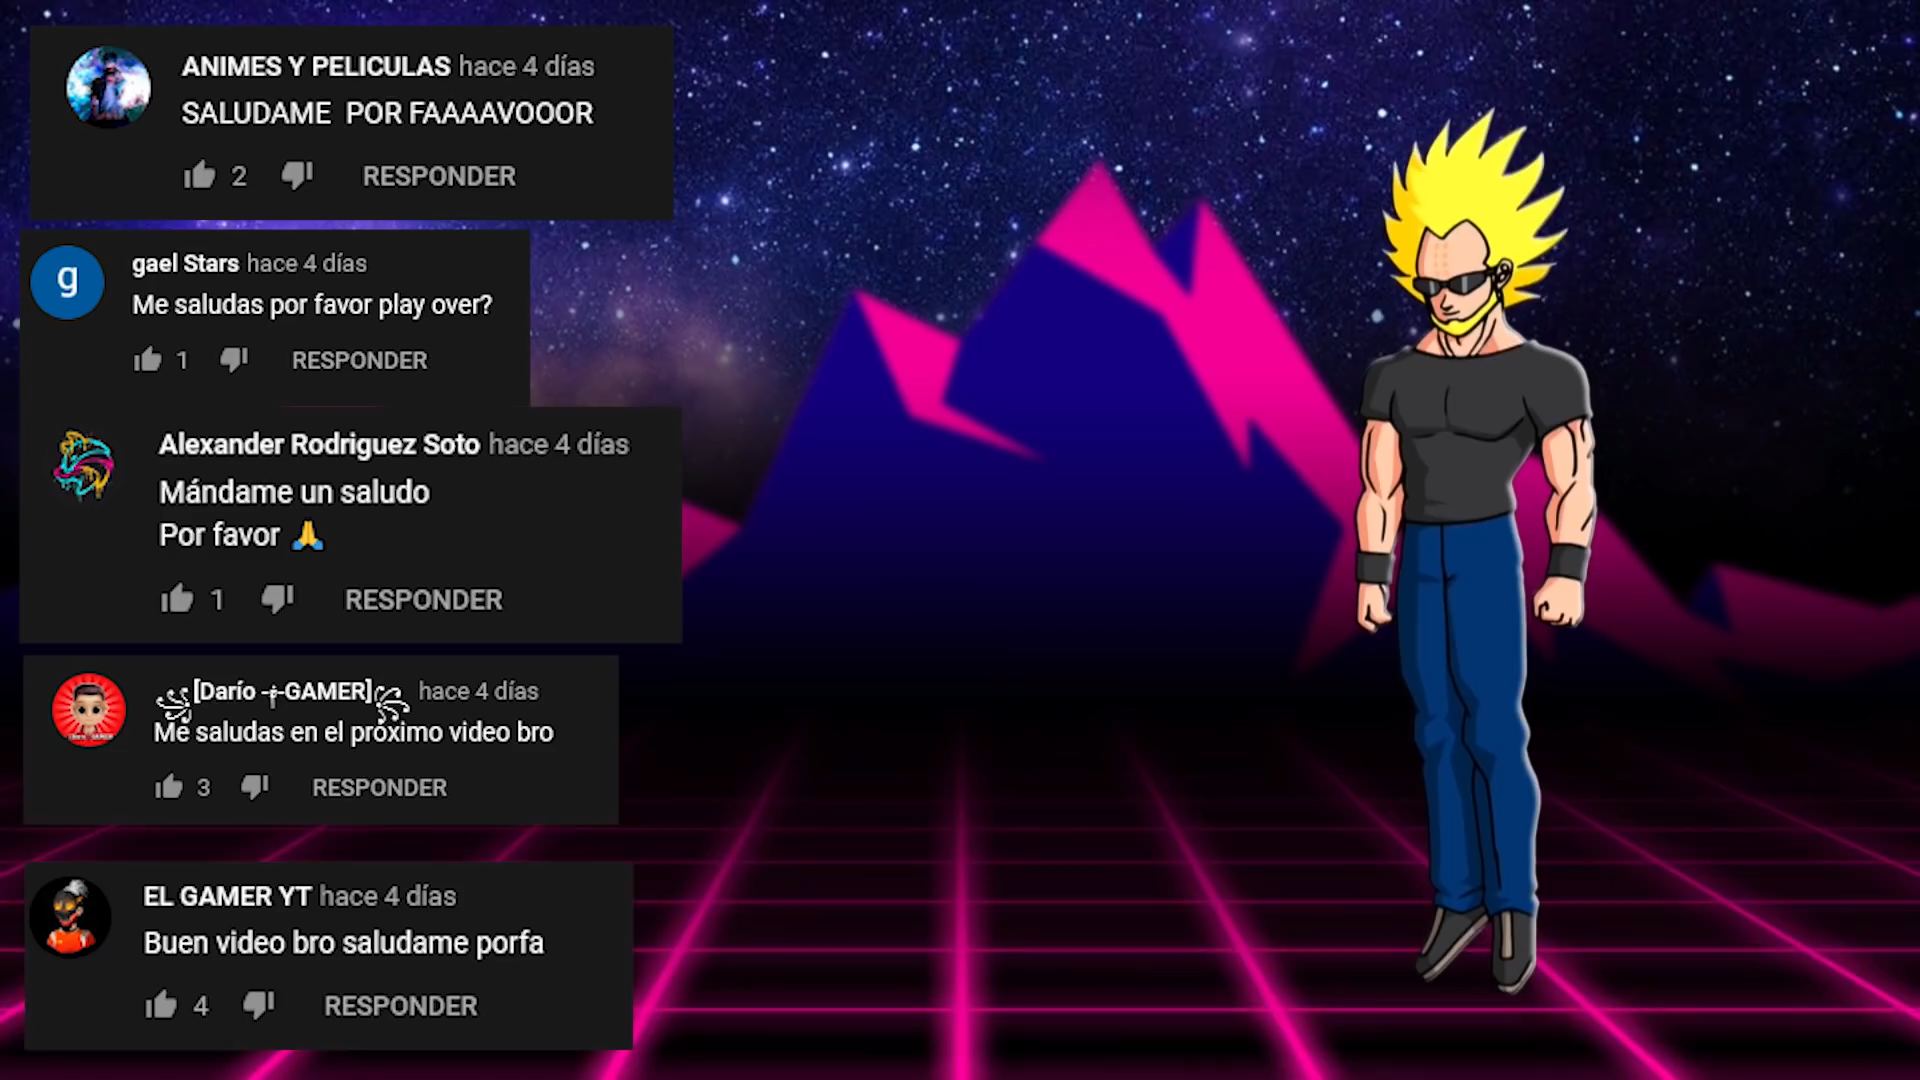 ANIMES Y PELICULAS hace 4 días
SALUDAME POR FAAAAVOOOR
2 RESPONDER
g
gael Stars hace 4 días
Me saludas por favor play over?
1 RESPONDER
Alexander Rodriguez Soto hace 4 días
Mándame un saludo
Por favor 🙏
1 RESPONDER
꧁[Darío -ⸯ-GAMER]꧂ hace 4 días
Me saludas en el próximo video bro
3 RESPONDER
EL GAMER YT hace 4 días
Buen video bro saludame porfa
4 RESPONDER